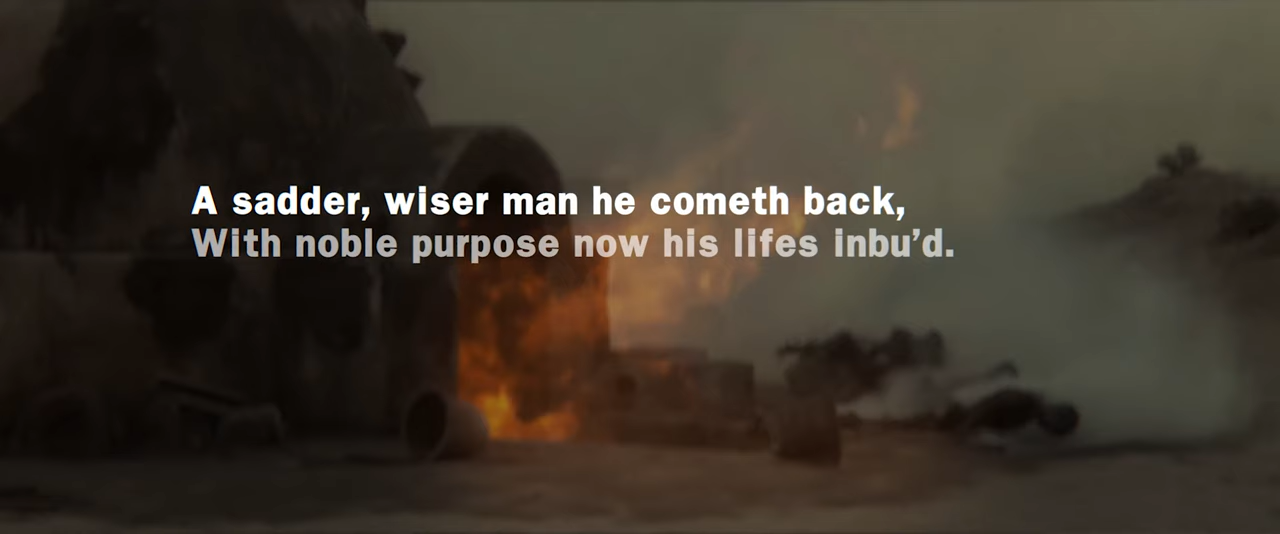 A sadder, wiser man he cometh back,
With noble purpose now his lifes inbu’d.